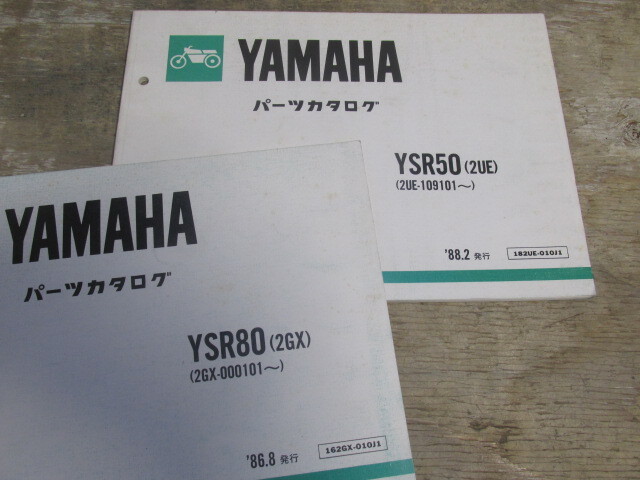 YAMAHA
パーツカタログ
YSR50 (2UE)
(2UE-109101～)
'88.2 発行
182UE-010J1
YAMAHA
パーツカタログ
YSR80 (2GX)
(2GX-000101～)
'86.8 発行
162GX-010J1